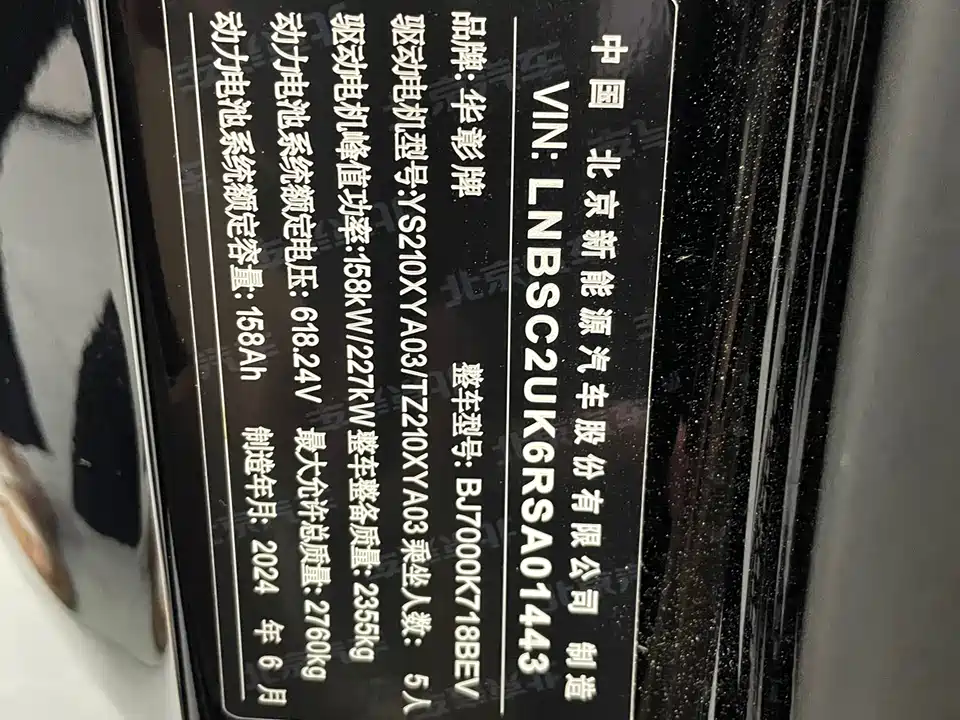 中国 北京新能源汽车股份有限公司 制造
VIN: LNBSC2UK6RSA01443
品牌: 华彰牌 整车型号: BJ7000K718BEV
驱动电机型号:YS210XYA03/TZ210XYA03 乘坐人数: 5人
驱动电机峰值功率:158kW/227kW 整车整备质量: 2355kg
动力电池系统额定电压: 618.24V 最大允许总质量: 2760kg
动力电池系统额定容量: 158Ah 制造年月: 2024 年 6 月